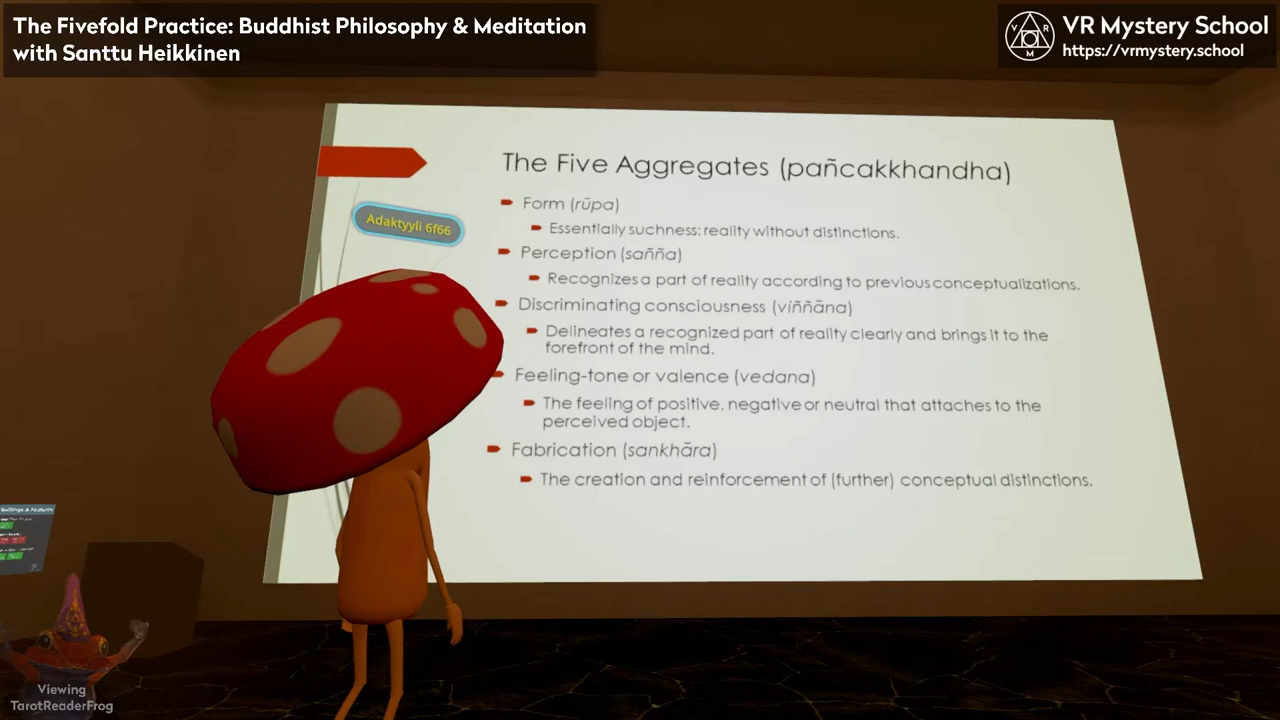 The Fivefold Practice: Buddhist Philosophy & Meditation
with Santtu Heikkinen
VR Mystery School
https://vrmystery.school
V R
M
The Five Aggregates (pañcakkhandha)
Adaktyyli 6f66
Form (rūpa)
Essentially suchness: reality without distinctions.
Perception (sañña)
Recognizes a part of reality according to previous conceptualizations.
Discriminating consciousness (viññāna)
Delineates a recognized part of reality clearly and brings it to the
forefront of the mind.
Feeling-tone or valence (vedana)
The feeling of positive, negative or neutral that attaches to the
perceived object.
Fabrication (sankhāra)
The creation and reinforcement of (further) conceptual distinctions.
Viewing
TarotReaderFrog